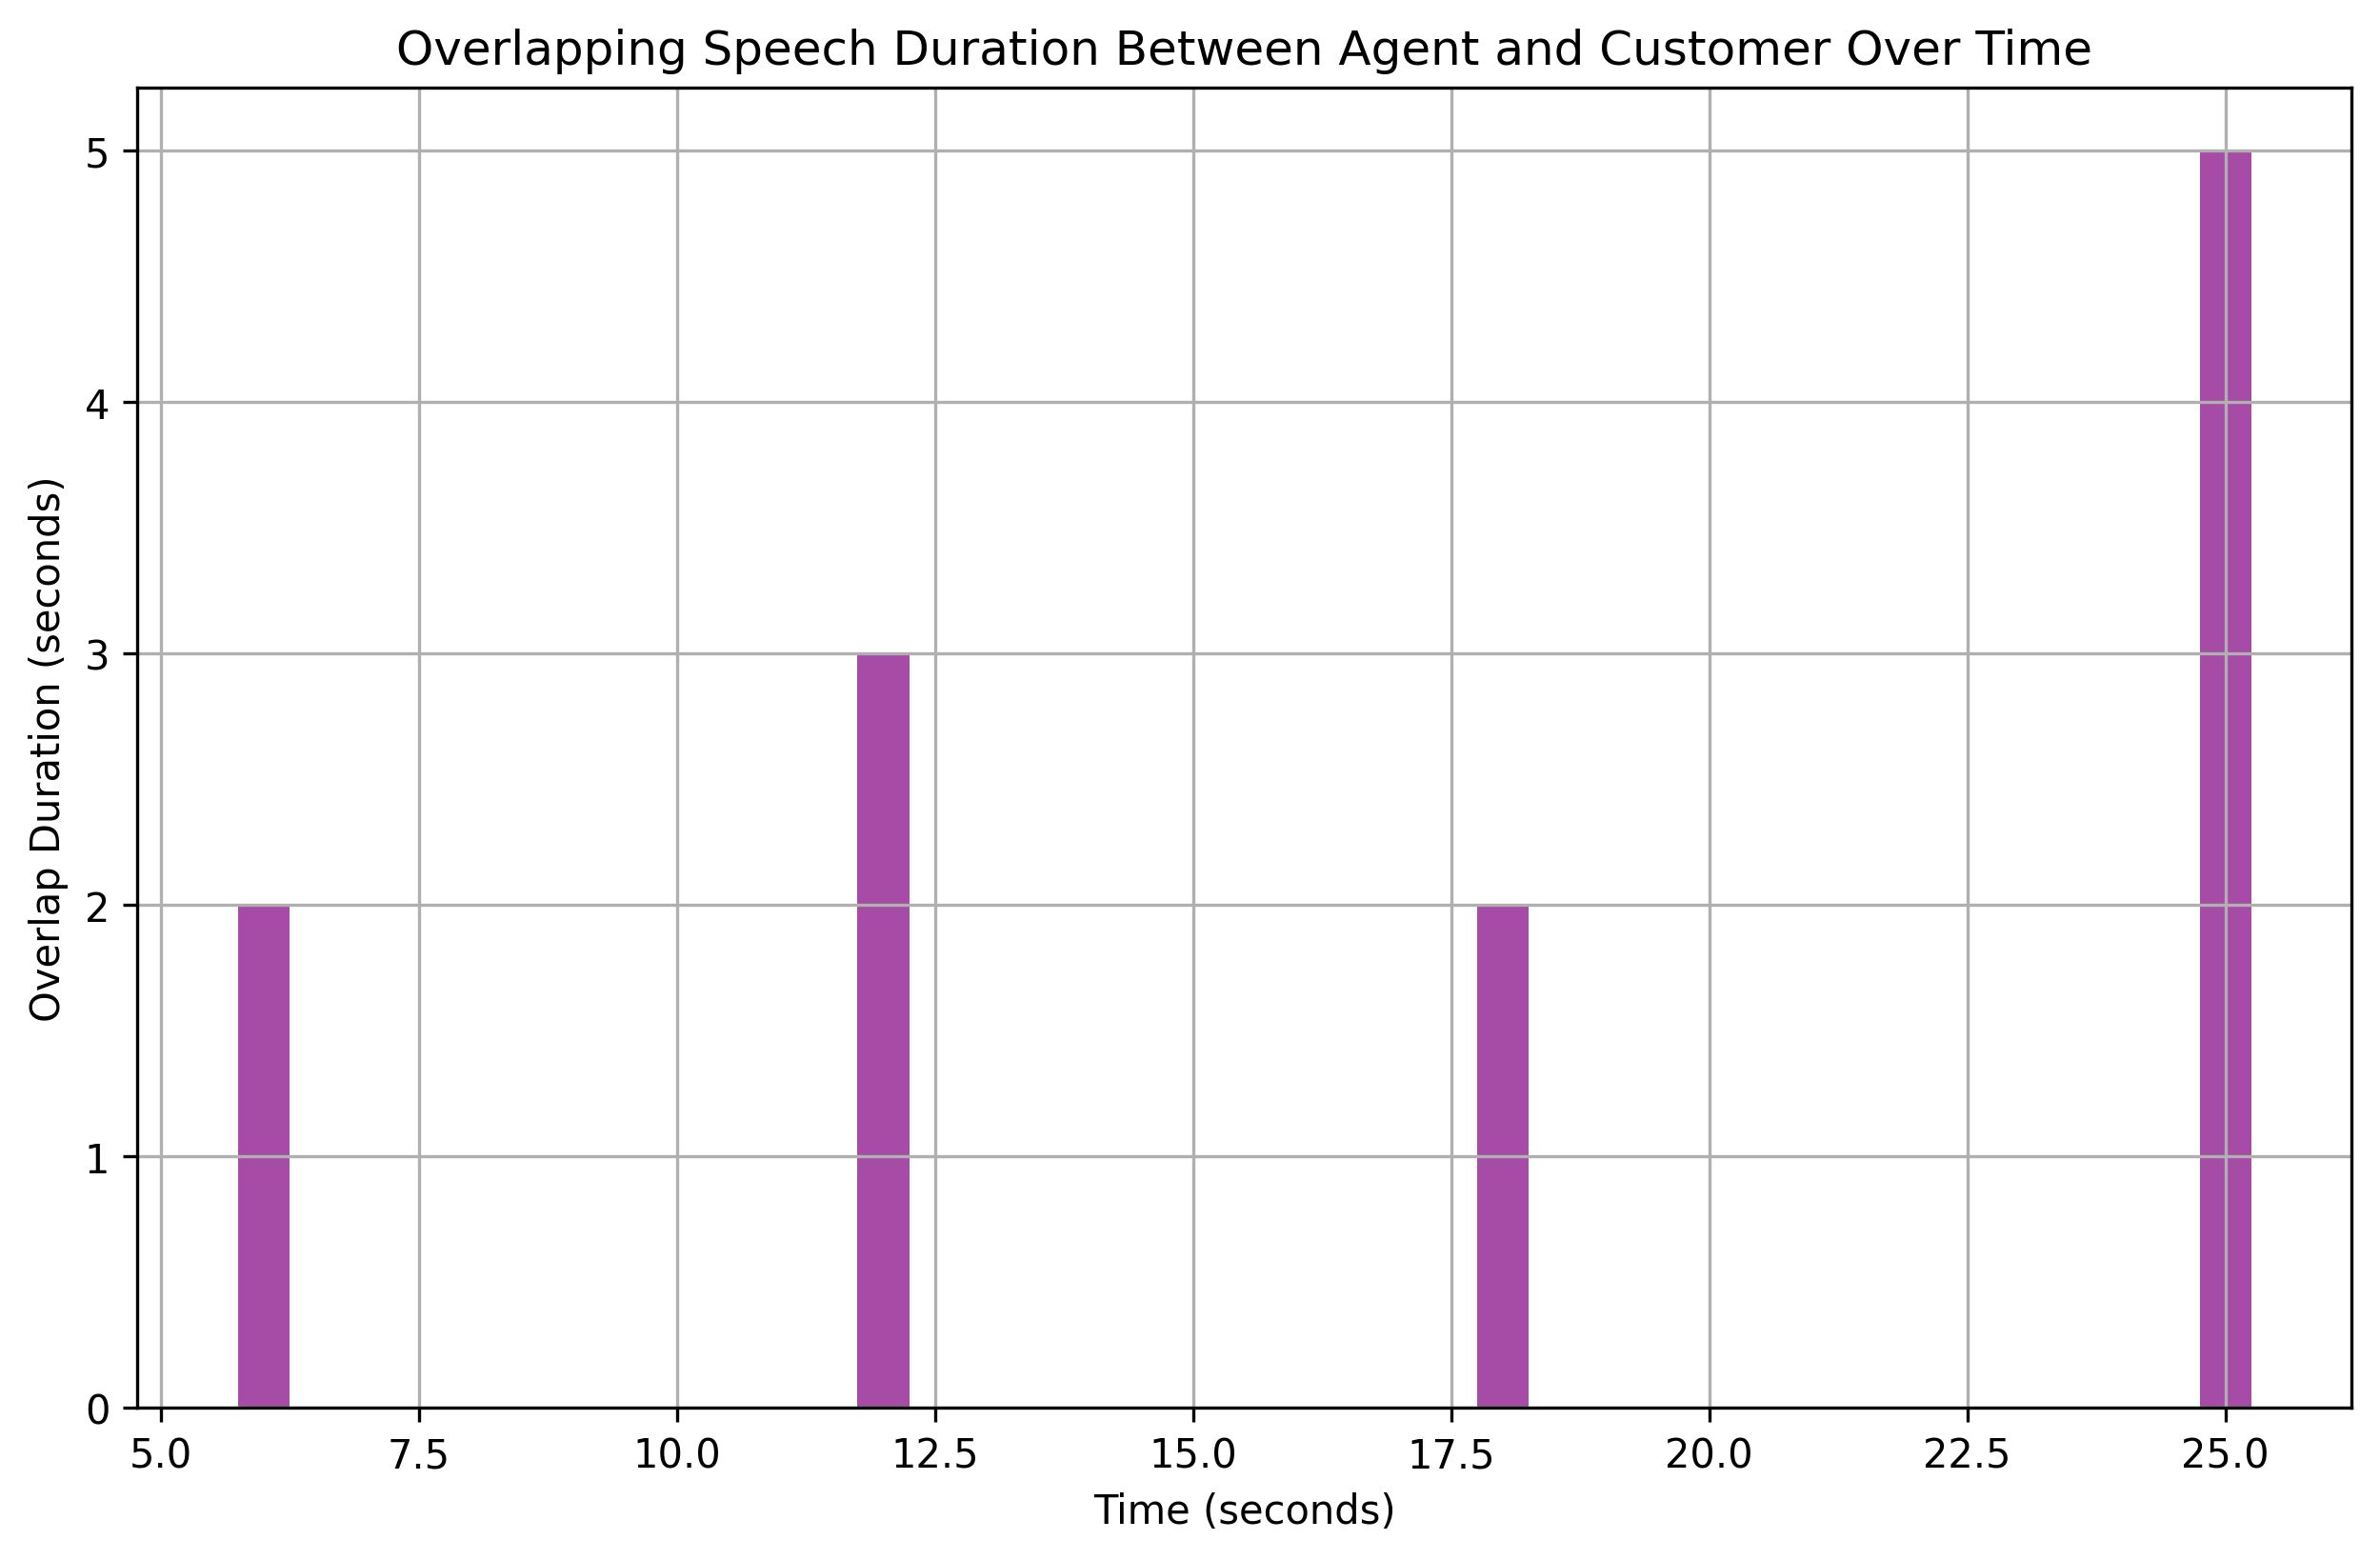 Overlapping Speech Duration Between Agent and Customer Over Time
Overlap Duration (seconds)
5
4
3
2
1
0
5.0 7.5 10.0 12.5 15.0 17.5 20.0 22.5 25.0
Time (seconds)